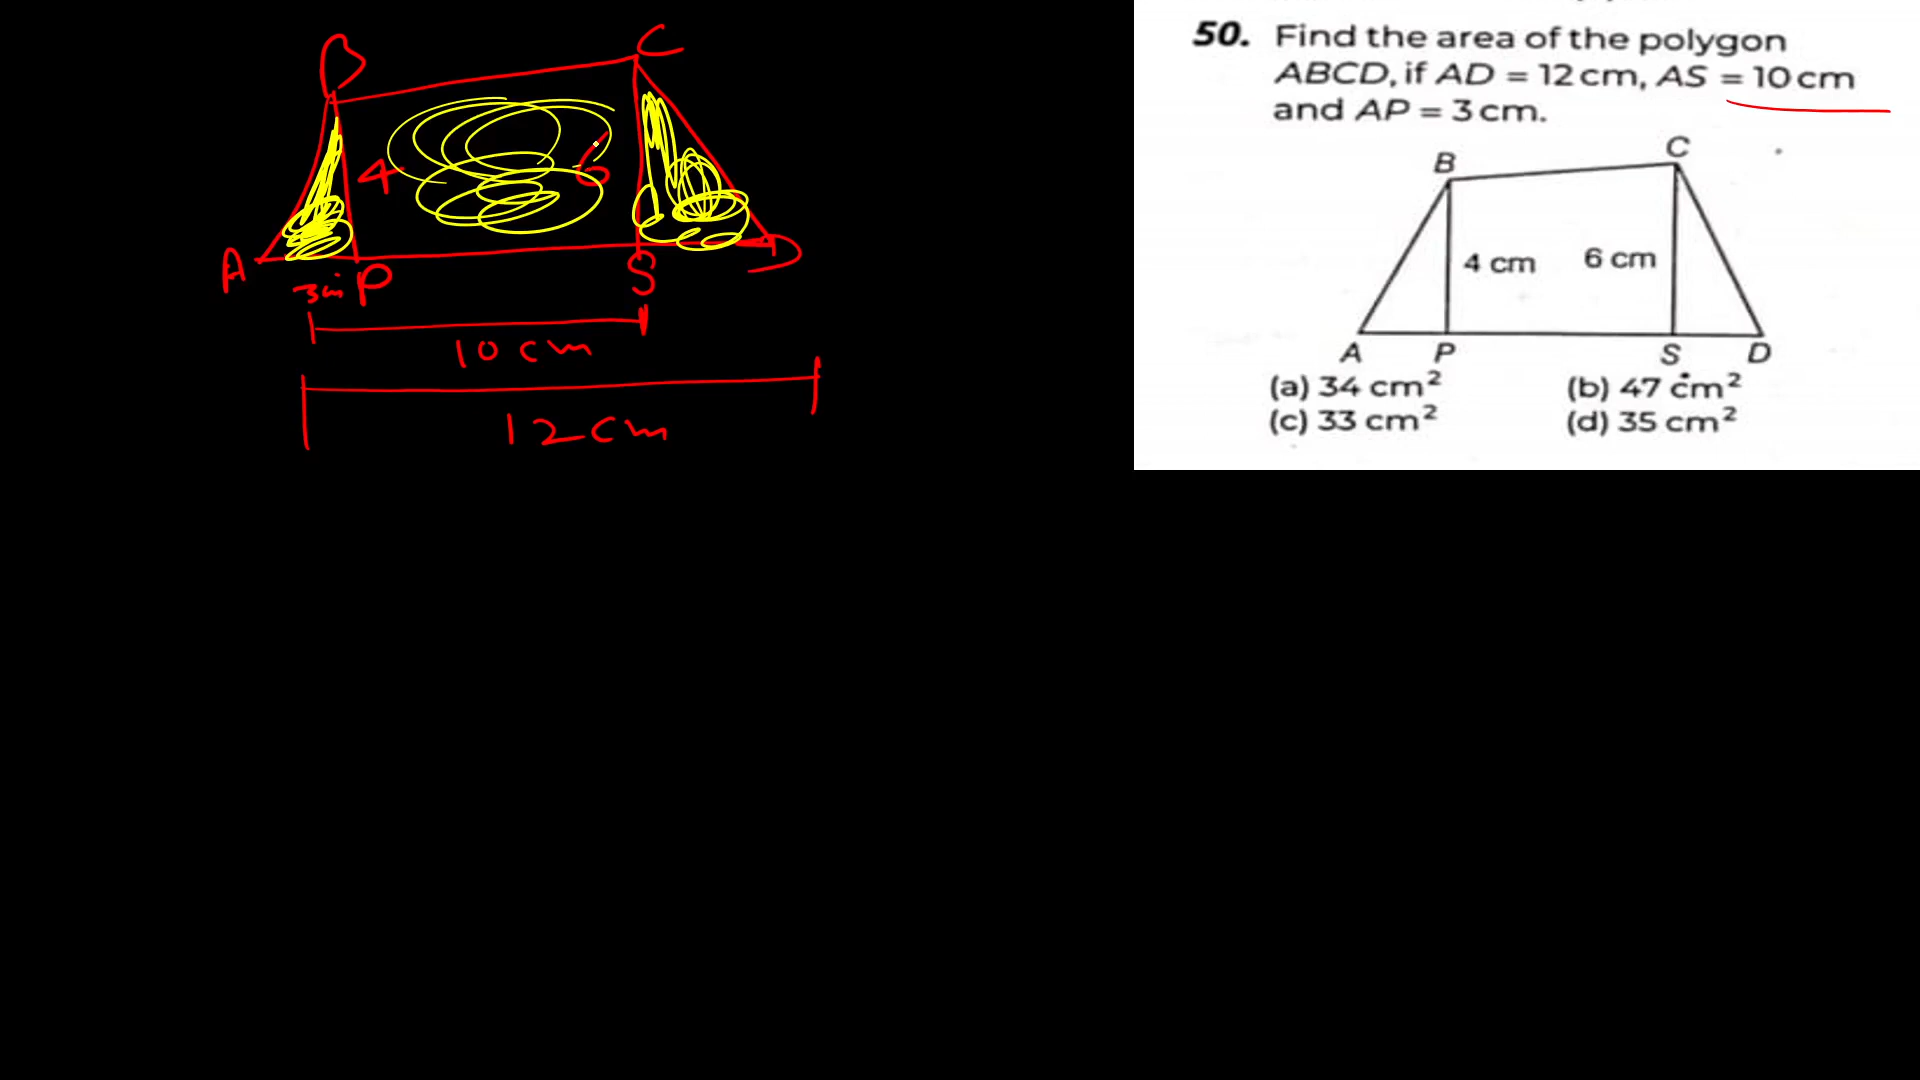 B
C
4
6
A
3cm P
S
D
10 cm
12 cm
50. Find the area of the polygon
ABCD, if AD = 12 cm, AS = 10 cm
and AP = 3 cm.
B
C
4 cm
6 cm
A
P
S
D
(a) 34 cm²
(b) 47 cm²
(c) 33 cm²
(d) 35 cm²